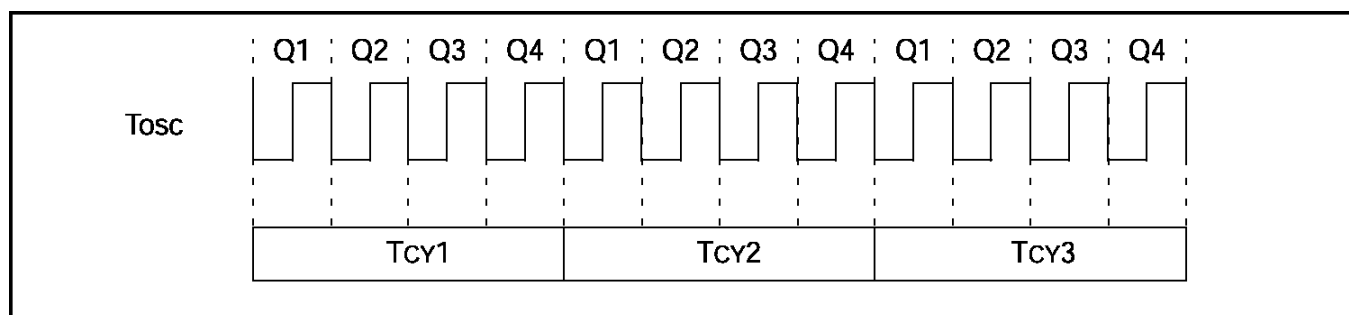 Q1 Q2 Q3 Q4 Q1 Q2 Q3 Q4 Q1 Q2 Q3 Q4
Tosc
TCY1 TCY2 TCY3